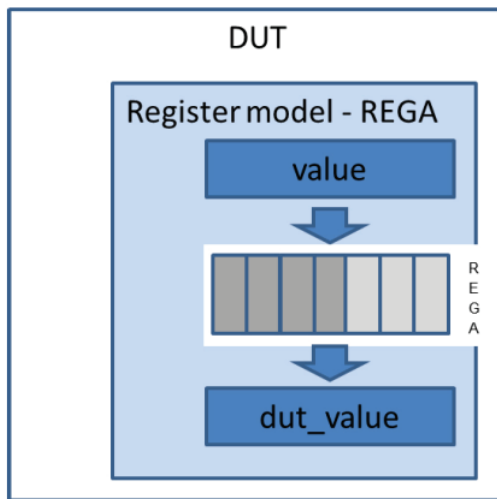 DUT
Register model - REGA
value
R
E
G
A
dut_value